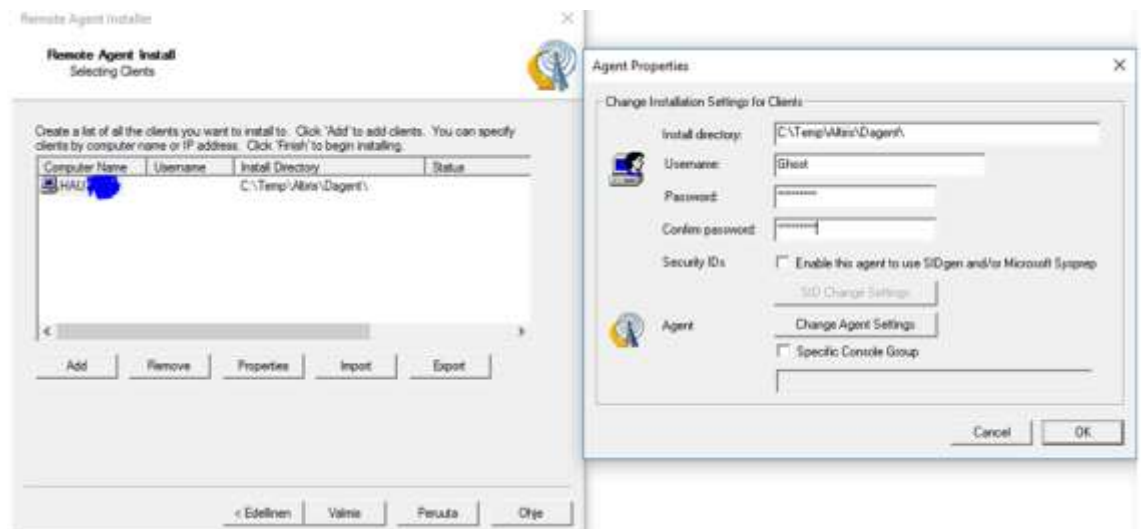 Remote Agent Installer
Remote Agent Install
Selecting Clients
Create a list of all the clients you want to install to. Click 'Add' to add clients. You can specify
clients by computer name or IP address. Click 'Finish' to begin installing.
Computer Name Username Install Directory Status
HAU C:\Temp\Altiris\Dagent\
Add Remove Properties Import Export
< Edellinen Valmis Peruuta Ohje
Agent Properties
Change Installation Settings for Clients
Install directory: C:\Temp\Altiris\Dagent\
Username: Ghost
Password:
Confirm password:
Security IDs Enable this agent to use SIDgen and/or Microsoft Sysprep
SID Change Settings
Agent Change Agent Settings
Specific Console Group
Cancel OK